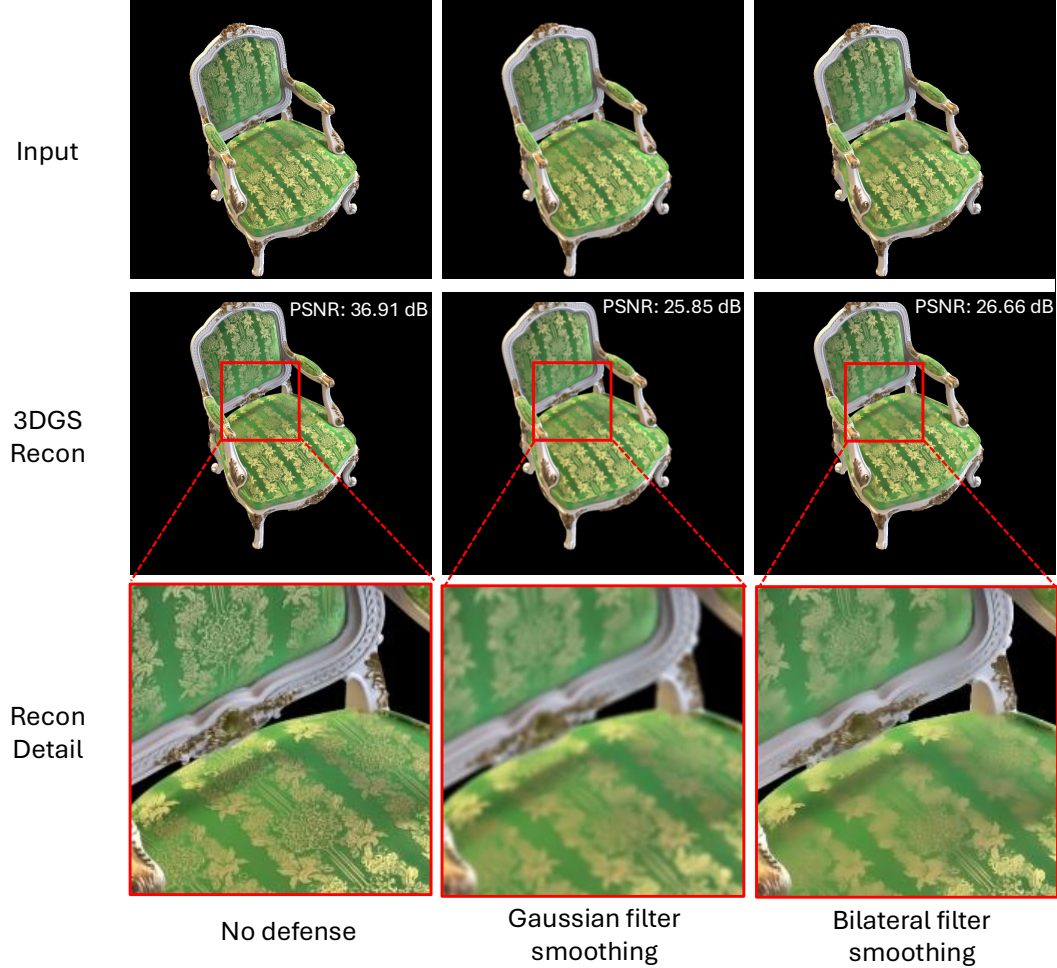 Input
3DGS
Recon
PSNR: 36.91 dB
PSNR: 25.85 dB
PSNR: 26.66 dB
Recon
Detail
No defense
Gaussian filter
smoothing
Bilateral filter
smoothing